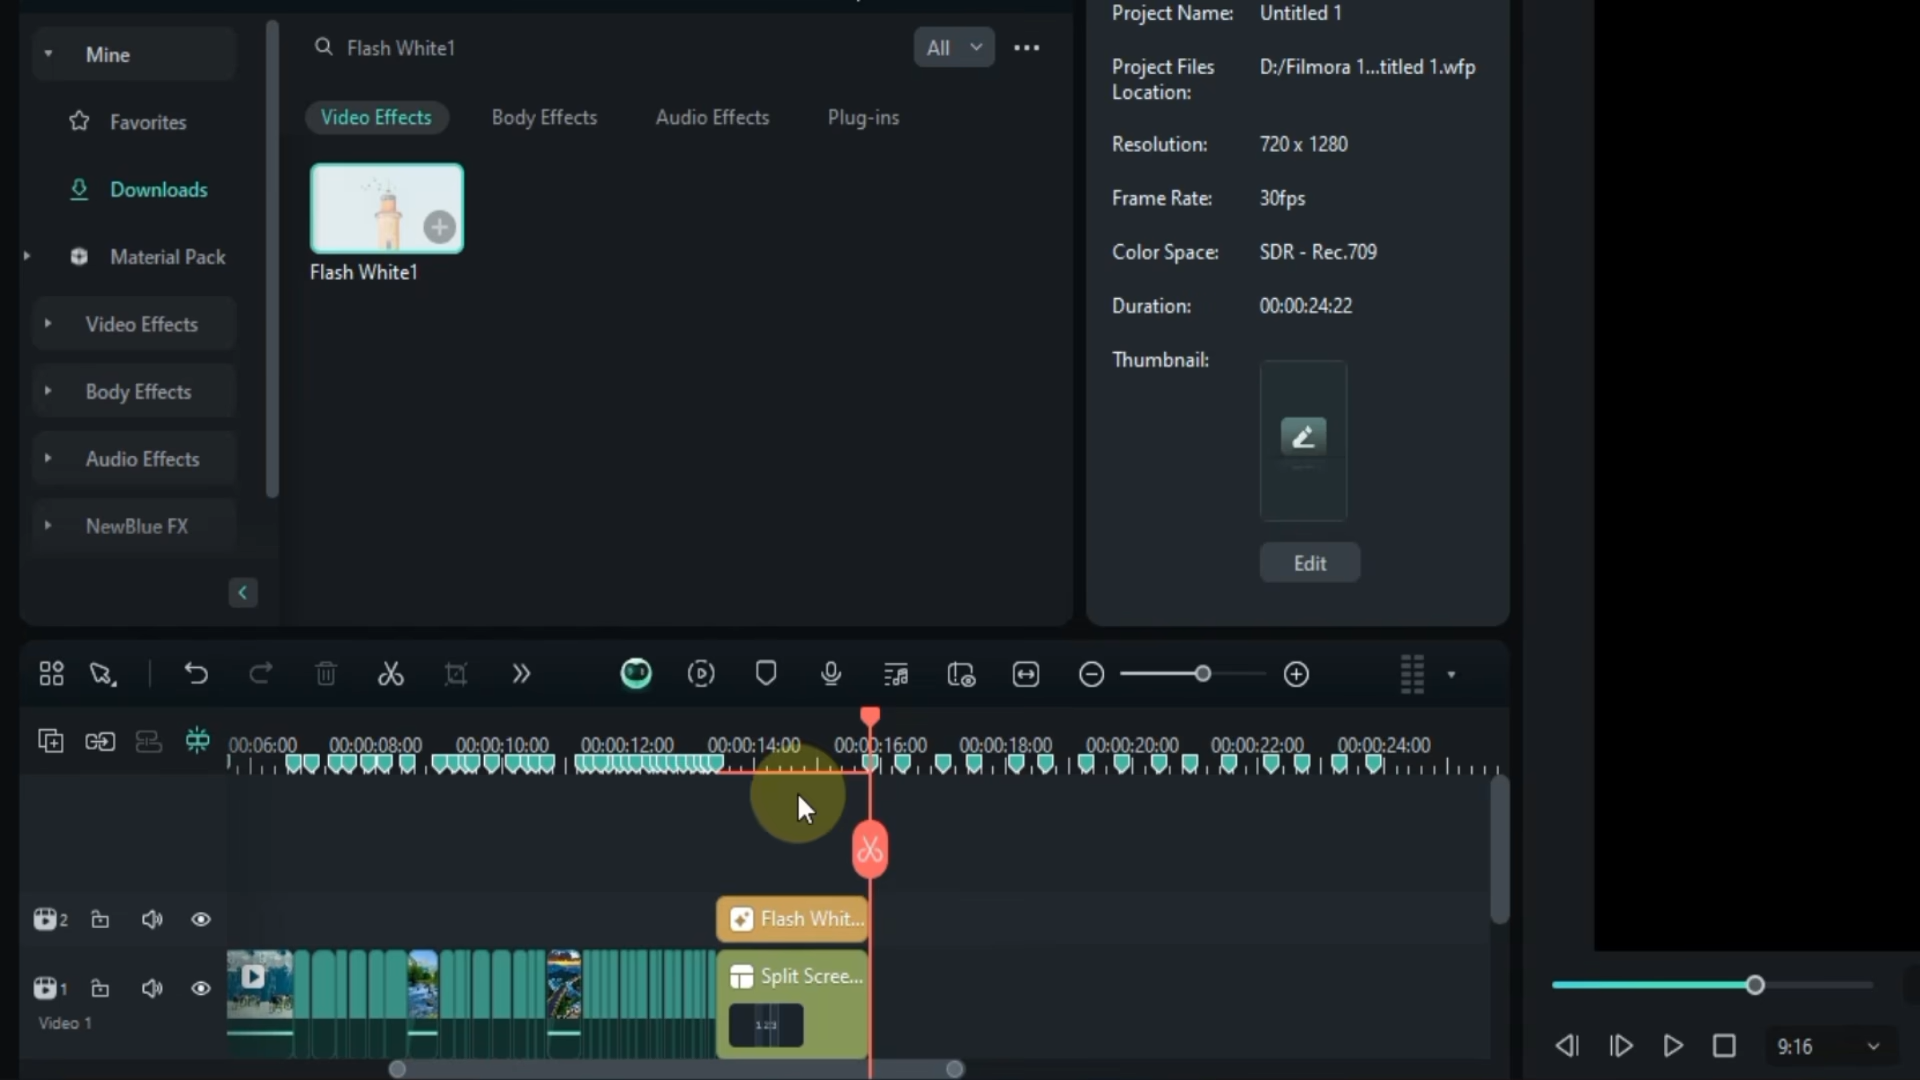 Mine
Favorites
Downloads
Material Pack
Video Effects
Body Effects
Audio Effects
NewBlue FX
Flash White1
All
Video Effects
Body Effects
Audio Effects
Plug-ins
Flash White1
Project Name: Untitled 1
Project Files Location: D:/Filmora 1...titled 1.wfp
Resolution: 720 x 1280
Frame Rate: 30fps
Color Space: SDR - Rec.709
Duration: 00:00:24:22
Thumbnail:
Edit
00:06:00 00:00:08:00 00:00:10:00 00:00:12:00 00:00:14:00 00:00:16:00 00:00:18:00 00:00:20:00 00:00:22:00 00:00:24:00
2
Flash Whit...
1
Split Scree...
1 2 3
Video 1
9:16